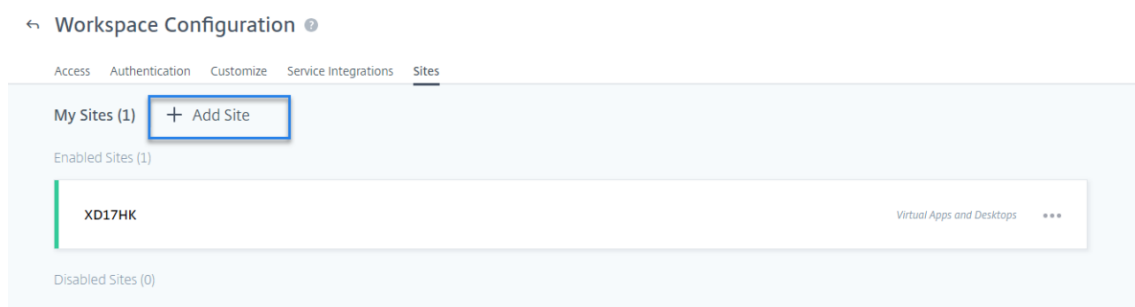 Workspace Configuration ?
Access Authentication Customize Service Integrations Sites
My Sites (1) + Add Site
Enabled Sites (1)
XD17HK Virtual Apps and Desktops •••
Disabled Sites (0)